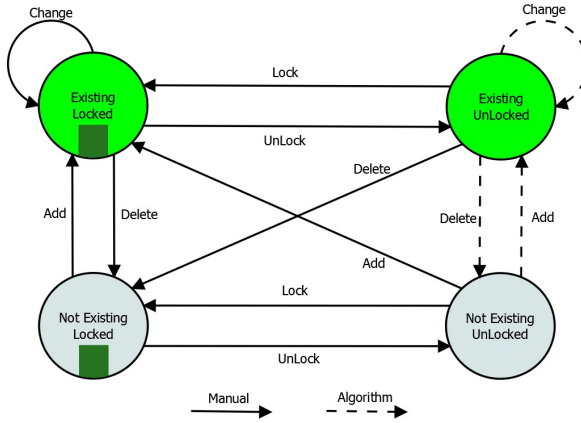 Change
Change
Lock
Existing
Locked
Existing
UnLocked
UnLock
Delete
Add
Delete
Delete
Add
Add
Lock
Not Existing
Locked
Not Existing
UnLocked
UnLock
Manual
Algorithm